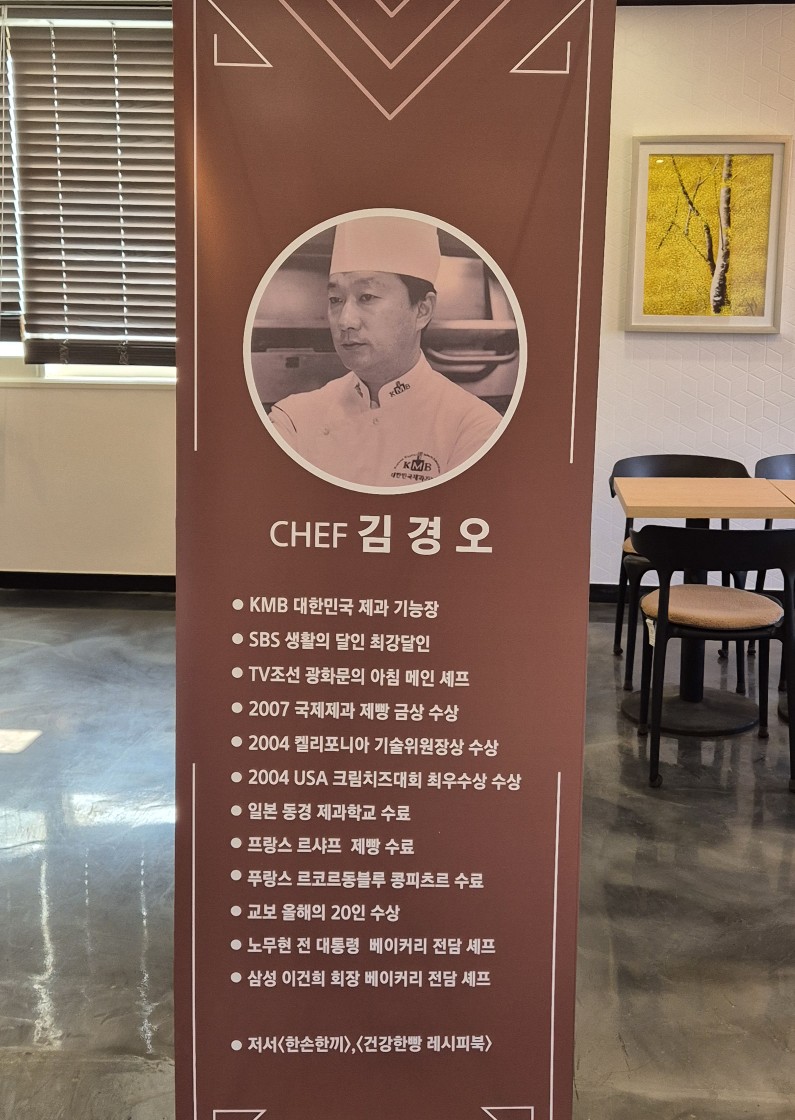 KMB
KMB
CHEF 김경오
KMB 대한민국 제과 기능장
SBS 생활의 달인 최강달인
TV조선 광화문의 아침 메인 셰프
2007 국제제과 제빵 금상 수상
2004 켈리포니아 기술위원장상 수상
2004 USA 크림치즈대회 최우수상 수상
일본 동경 제과학교 수료
프랑스 르샤프 제빵 수료
푸랑스 르코르동블루 콩피츠르 수료
교보 올해의 20인 수상
노무현 전 대통령 베이커리 전담 셰프
삼성 이건희 회장 베이커리 전담 셰프
저서〈한손한끼〉,〈건강한빵 레시피북〉